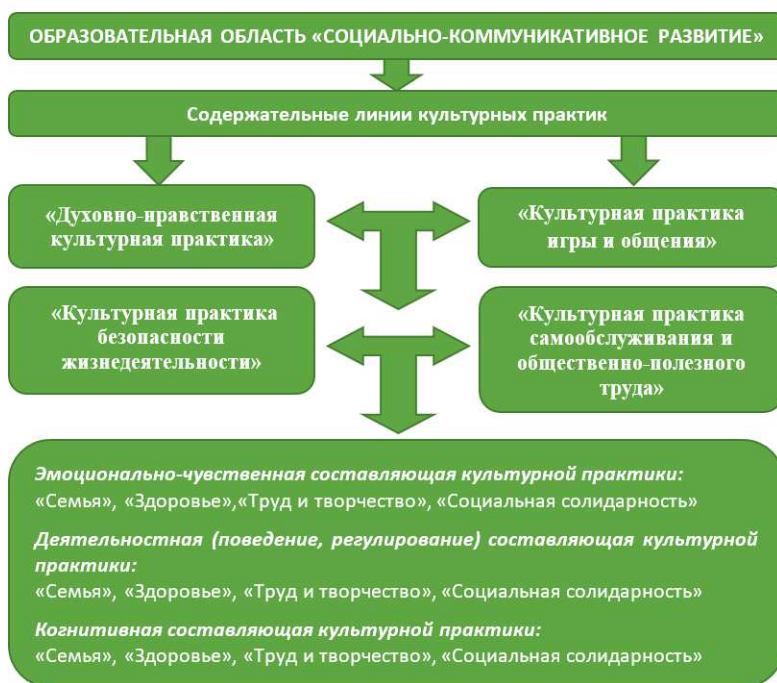 ОБРАЗОВАТЕЛЬНАЯ ОБЛАСТЬ «СОЦИАЛЬНО-КОММУНИКАТИВНОЕ РАЗВИТИЕ»
Содержательные линии культурных практик
«Духовно-нравственная
культурная практика»
«Культурная практика
игры и общения»
«Культурная практика
безопасности
жизнедеятельности»
«Культурная практика
самообслуживания и
общественно-полезного
труда»
Эмоционально-чувственная составляющая культурной практики:
«Семья», «Здоровье»,«Труд и творчество», «Социальная солидарность»
Деятельностная (поведение, регулирование) составляющая культурной
практики:
«Семья», «Здоровье», «Труд и творчество», «Социальная солидарность»
Когнитивная составляющая культурной практики:
«Семья», «Здоровье», «Труд и творчество», «Социальная солидарность»